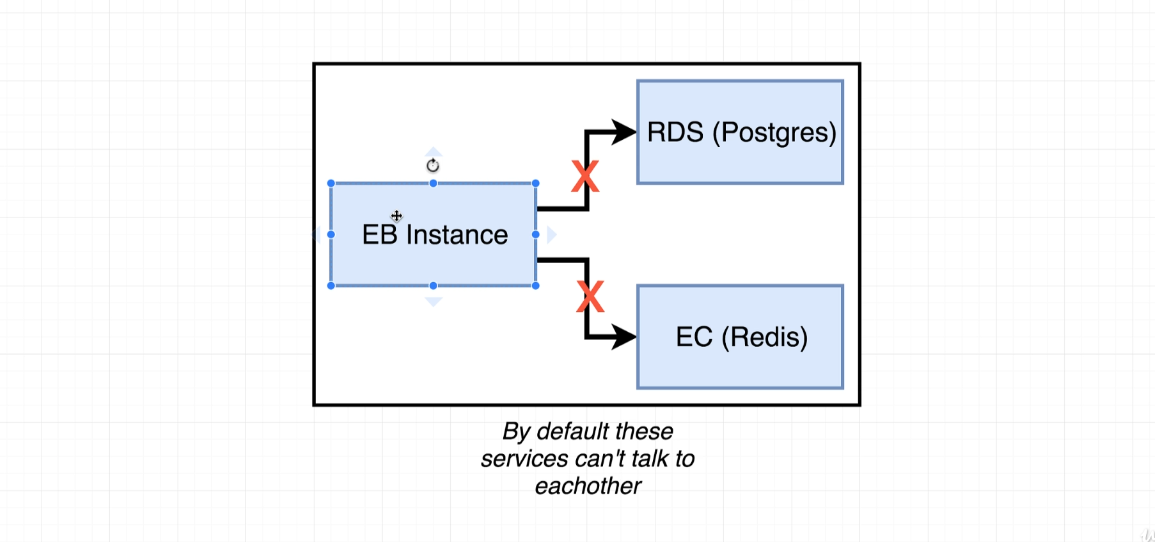 RDS (Postgres)
X
EB Instance
X
EC (Redis)
By default these
services can't talk to
eachother